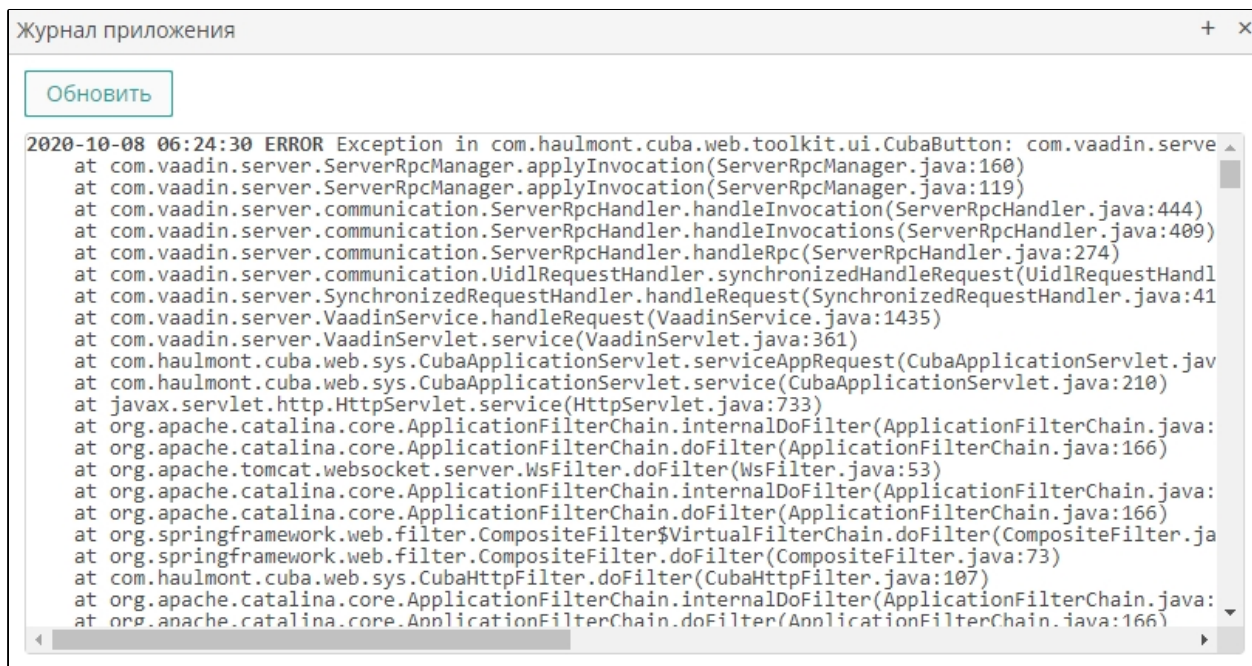 Журнал приложения
Обновить
2020-10-08 06:24:30 ERROR Exception in com.haulmont.cuba.web.toolkit.ui.CubaButton: com.vaadin.serve
at com.vaadin.server.ServerRpcManager.applyInvocation(ServerRpcManager.java:160)
at com.vaadin.server.ServerRpcManager.applyInvocation(ServerRpcManager.java:119)
at com.vaadin.server.communication.ServerRpcHandler.handleInvocation(ServerRpcHandler.java:444)
at com.vaadin.server.communication.ServerRpcHandler.handleInvocations(ServerRpcHandler.java:409)
at com.vaadin.server.communication.ServerRpcHandler.handleRpc(ServerRpcHandler.java:274)
at com.vaadin.server.communication.UidlRequestHandler.synchronizedHandleRequest(UidlRequestHandl
at com.vaadin.server.SynchronizedRequestHandler.handleRequest(SynchronizedRequestHandler.java:41
at com.vaadin.server.VaadinService.handleRequest(VaadinService.java:1435)
at com.vaadin.server.VaadinServlet.service(VaadinServlet.java:361)
at com.haulmont.cuba.web.sys.CubaApplicationServlet.serviceAppRequest(CubaApplicationServlet.jav
at com.haulmont.cuba.web.sys.CubaApplicationServlet.service(CubaApplicationServlet.java:210)
at javax.servlet.http.HttpServlet.service(HttpServlet.java:733)
at org.apache.catalina.core.ApplicationFilterChain.internalDoFilter(ApplicationFilterChain.java:
at org.apache.catalina.core.ApplicationFilterChain.doFilter(ApplicationFilterChain.java:166)
at org.apache.tomcat.websocket.server.WsFilter.doFilter(WsFilter.java:53)
at org.apache.catalina.core.ApplicationFilterChain.internalDoFilter(ApplicationFilterChain.java:
at org.apache.catalina.core.ApplicationFilterChain.doFilter(ApplicationFilterChain.java:166)
at org.springframework.web.filter.CompositeFilter$VirtualFilterChain.doFilter(CompositeFilter.ja
at org.springframework.web.filter.CompositeFilter.doFilter(CompositeFilter.java:73)
at com.haulmont.cuba.web.sys.CubaHttpFilter.doFilter(CubaHttpFilter.java:107)
at org.apache.catalina.core.ApplicationFilterChain.internalDoFilter(ApplicationFilterChain.java:
at org.apache.catalina.core.ApplicationFilterChain.doFilter(ApplicationFilterChain.java:166)